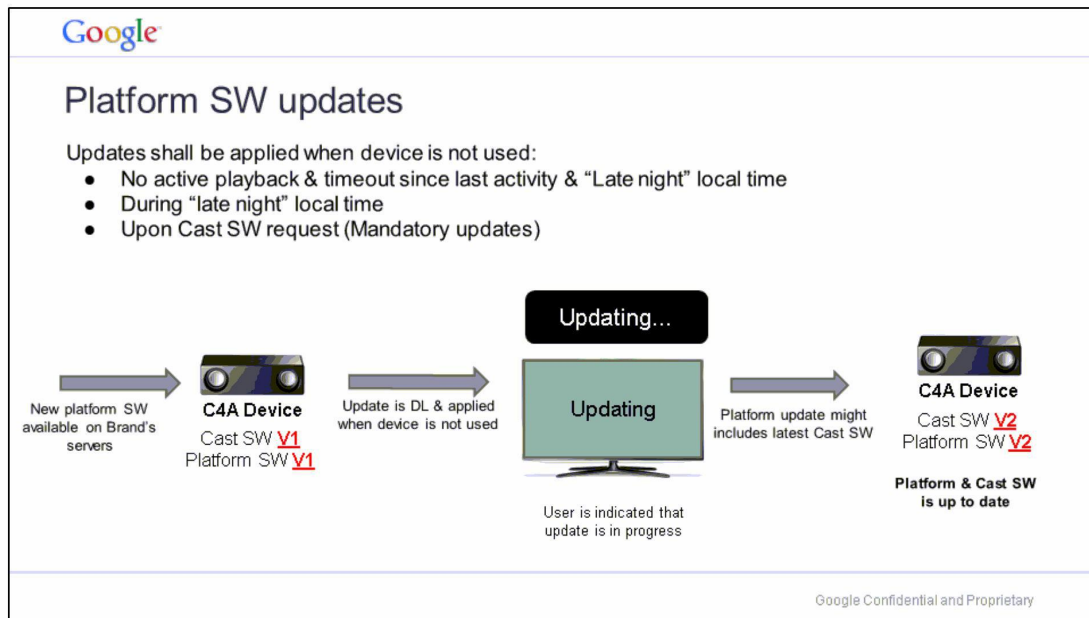 Google
Platform SW updates
Updates shall be applied when device is not used:
● No active playback & timeout since last activity & “Late night” local time
● During “late night” local time
● Upon Cast SW request (Mandatory updates)
New platform SW
available on Brand's
servers
C4A Device
Cast SW V1
Platform SW V1
Update is DL & applied
when device is not used
Updating...
Updating
User is indicated that
update is in progress
Platform update might
includes latest Cast SW
C4A Device
Cast SW V2
Platform SW V2
Platform & Cast SW
is up to date
Google Confidential and Proprietary